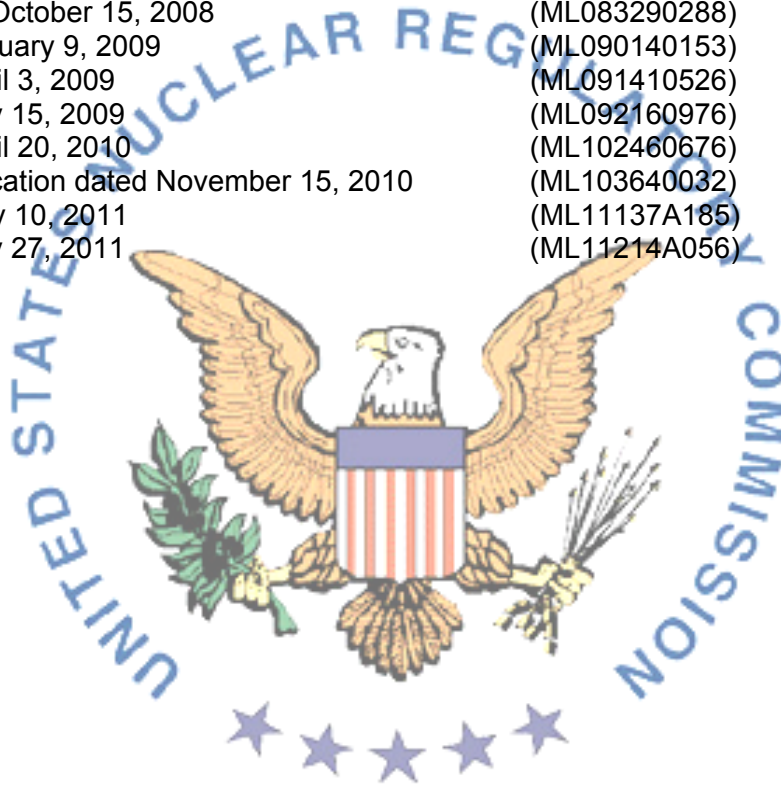 October 15, 2008 (ML083290288)
uary 9, 2009 (ML090140153)
il 3, 2009 (ML091410526)
y 15, 2009 (ML092160976)
il 20, 2010 (ML102460676)
cation dated November 15, 2010 (ML103640032)
y 10, 2011 (ML11137A185)
y 27, 2011 (ML11214A056)
UNITED STATES NUCLEAR REGULATORY COMMISSION